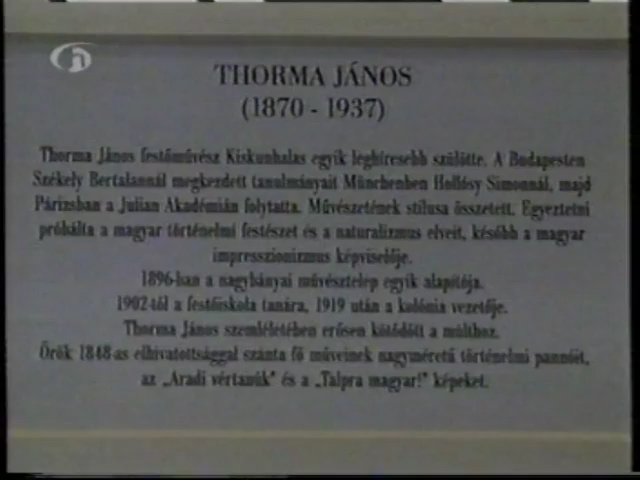 THORMA JÁNOS
(1870 - 1937)
Thorma János festőművész Kiskunhalas egyik leghíresebb szülötte. A Budapesten
Székely Bertalannál megkezdett tanulmányait Münchenben Hollósy Simonnál, majd
Párizsban a Julian Akadémián folytatta. Művészetének stílusa összetett. Egyeztetni
próbálta a magyar történelmi festészet és a naturalizmus elveit, később a magyar
impresszionizmus képviselője.
1896-ban a nagybányai művésztelep egyik alapítója.
1902-től a festőiskola tanára, 1919 után a kolónia vezetője.
Thorma János szemléletében erősen kötődött a múlthoz.
Örök 1848-as elhivatottsággal szánta fő műveinek nagyméretű történelmi pannóit,
az „Aradi vértanúk" és a „Talpra magyar!" képeket.